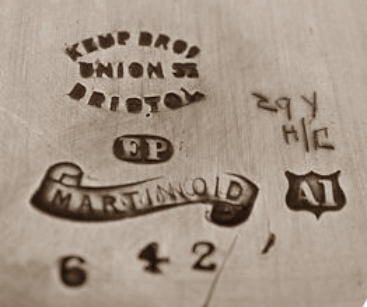 KEMP BROS
UNION ST
BRISTOL
29 Y
H/C
EP
MARTINOID
A1
6 4 2